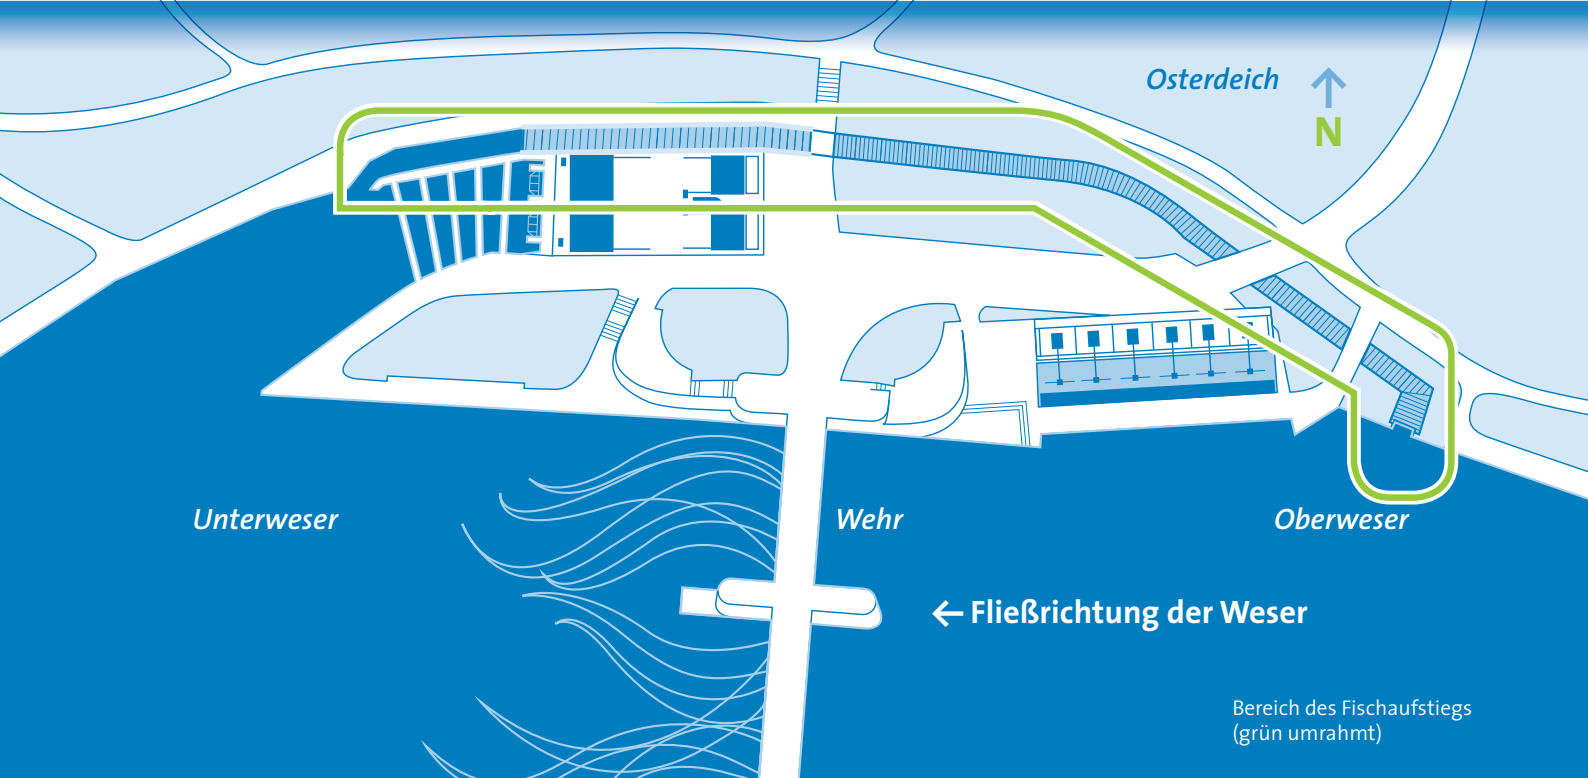 Osterdeich
N
Unterweser
Wehr
Oberweser
← Fließrichtung der Weser
Bereich des Fischaufstiegs
(grün umrahmt)